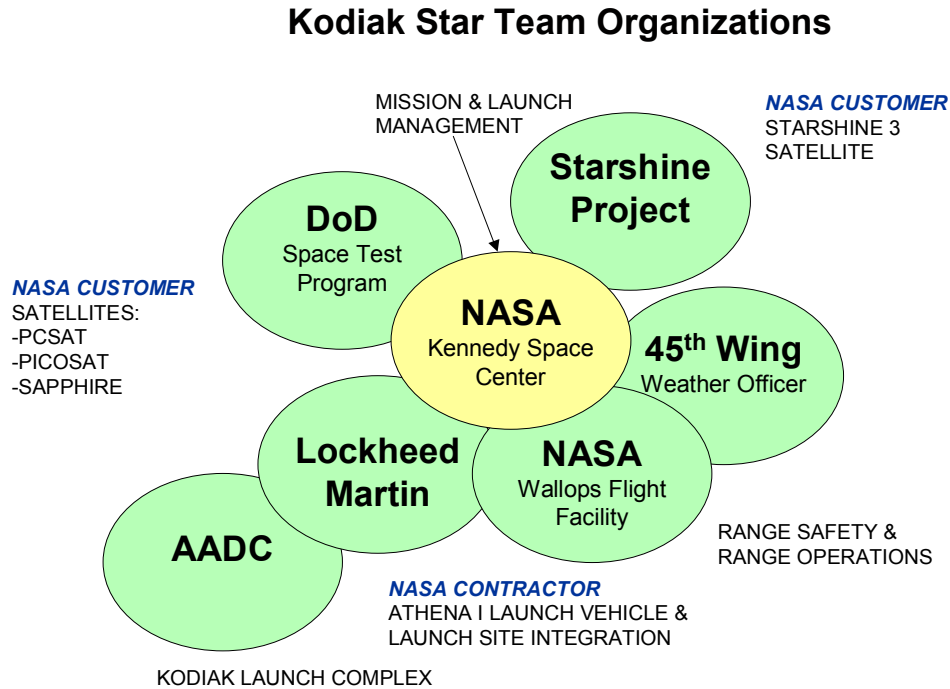 Kodiak Star Team Organizations
MISSION & LAUNCH
MANAGEMENT
NASA CUSTOMER
STARSHINE 3
SATELLITE
Starshine
Project
DoD
Space Test
Program
NASA CUSTOMER
SATELLITES:
-PCSAT
-PICOSAT
-SAPPHIRE
NASA
Kennedy Space
Center
45th Wing
Weather Officer
Lockheed
Martin
NASA
Wallops Flight
Facility
RANGE SAFETY &
RANGE OPERATIONS
AADC
NASA CONTRACTOR
ATHENA I LAUNCH VEHICLE &
LAUNCH SITE INTEGRATION
KODIAK LAUNCH COMPLEX